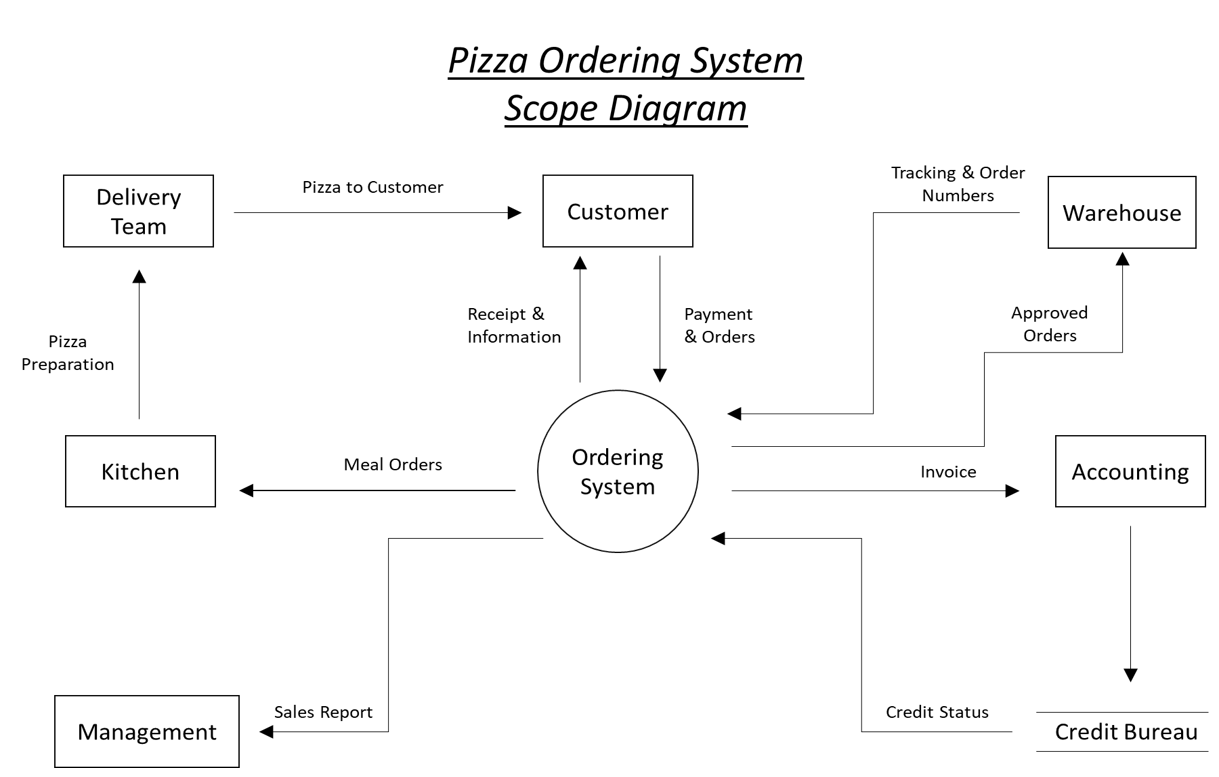 Pizza Ordering System
Scope Diagram
Delivery
Team
Pizza to Customer
Customer
Tracking & Order
Numbers
Warehouse
Pizza
Preparation
Receipt &
Information
Payment
& Orders
Approved
Orders
Kitchen
Meal Orders
Ordering
System
Invoice
Accounting
Management
Sales Report
Credit Status
Credit Bureau